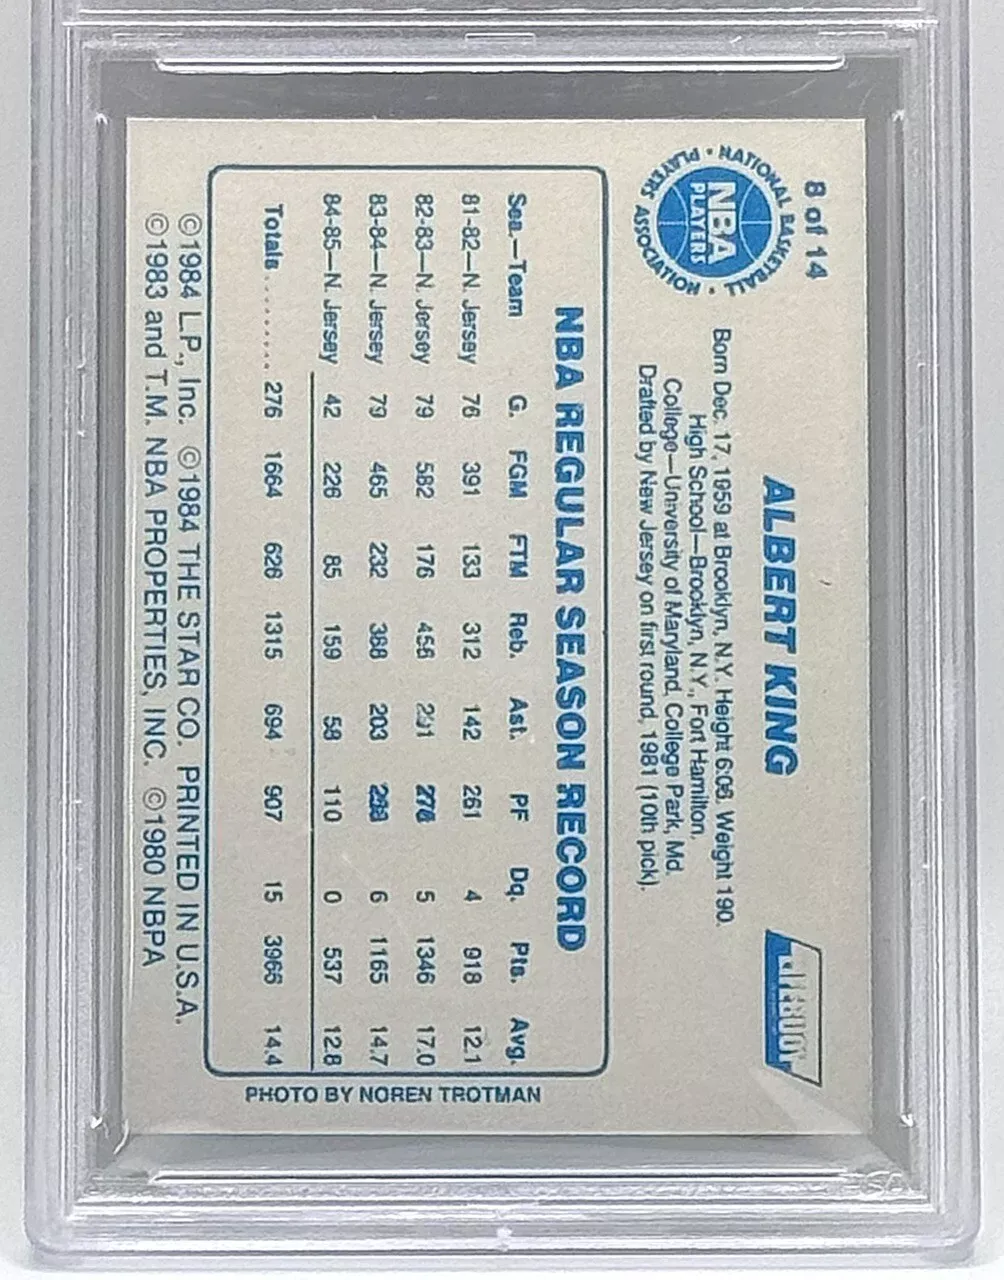 8 of 14
NATIONAL BASKETBALL PLAYERS ASSOCIATION
NBA
PLAYERS
ALBERT KING
Born Dec. 17, 1959 at Brooklyn, N.Y. Height 6:06. Weight 190.
High School—Brooklyn, N.Y., Fort Hamilton.
College—University of Maryland, College Park, Md.
Drafted by New Jersey on first round, 1981 (10th pick).
NBA REGULAR SEASON RECORD
Sea.—Team G. FGM FTM Reb. Ast. PF Dq. Pts. Avg.
81-82—N Jersey 76 391 133 312 142 261 4 918 12.1
82-83—N Jersey 79 582 176 456 291 278 5 1346 17.0
83-84—N Jersey 79 465 232 388 203 6 1165 14.7
84-85—N Jersey 42 226 85 159 58 110 0 537 12.8
Totals......... 276 1664 626 1315 694 907 15 3966 14.4
PHOTO BY NOREN TROTMAN
©1984 L.P., Inc. ©1984 THE STAR CO. PRINTED IN U.S.A.
©1983 and T.M. NBA PROPERTIES, INC. ©1980 NBPA